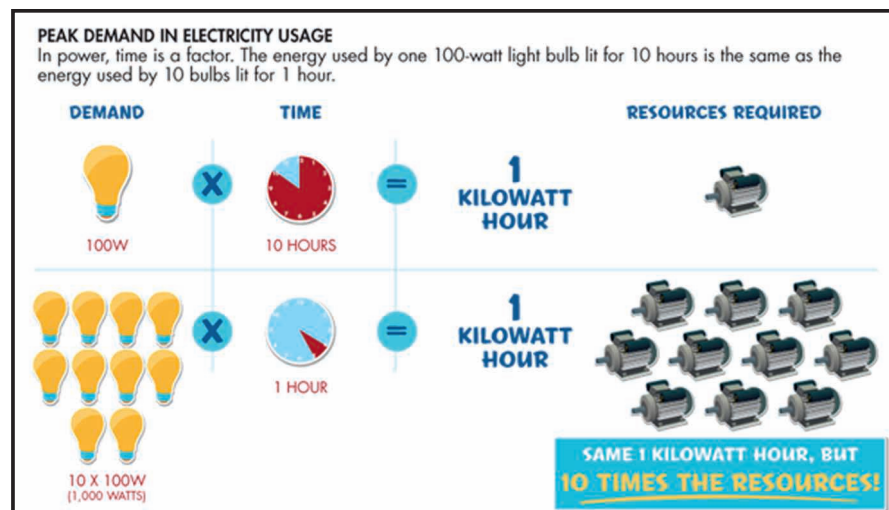 PEAK DEMAND IN ELECTRICITY USAGE
In power, time is a factor. The energy used by one 100-watt light bulb lit for 10 hours is the same as the
energy used by 10 bulbs lit for 1 hour.
DEMAND
TIME
RESOURCES REQUIRED
X
=
1
KILOWATT
HOUR
100W
10 HOURS
X
=
1
KILOWATT
HOUR
1 HOUR
10 X 100W
(1,000 WATTS)
SAME 1 KILOWATT HOUR, BUT
10 TIMES THE RESOURCES!